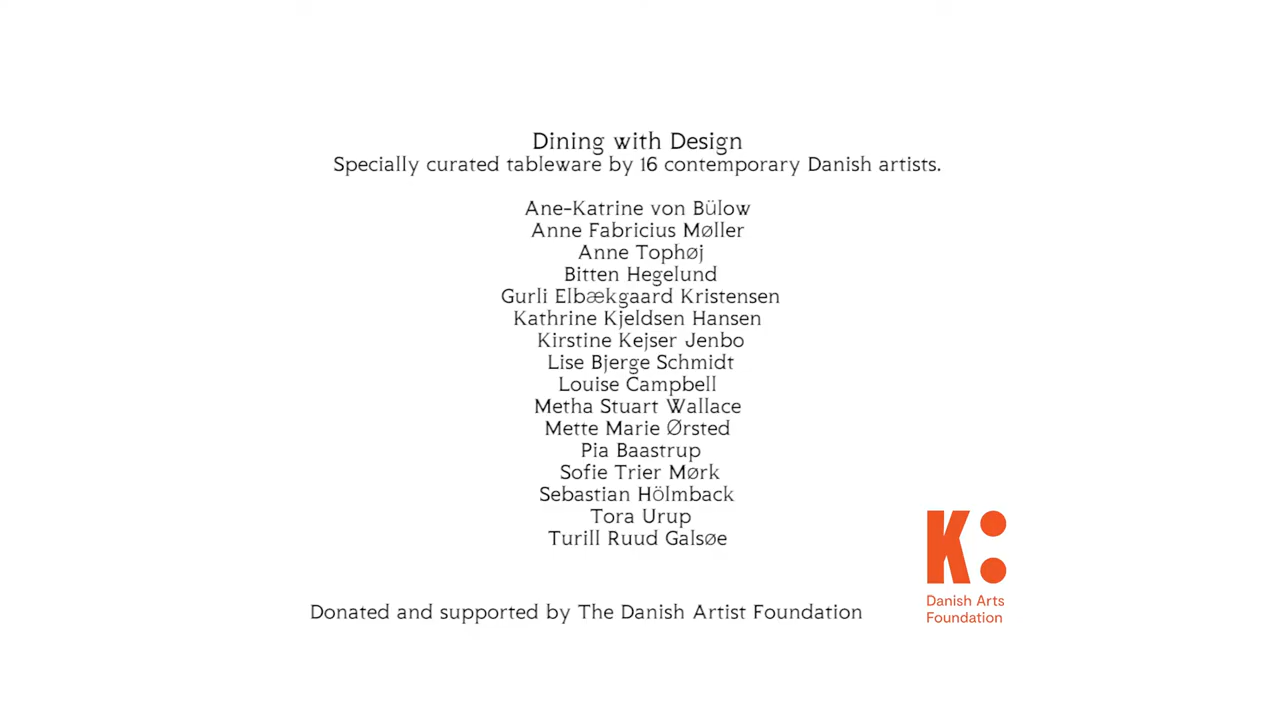 Dining with Design
Specially curated tableware by 16 contemporary Danish artists.
Ane-Katrine von Bülow
Anne Fabricius Møller
Anne Tophøj
Bitten Hegelund
Gurli Elbækgaard Kristensen
Kathrine Kjeldsen Hansen
Kirstine Kejser Jenbo
Lise Bjerge Schmidt
Louise Campbell
Metha Stuart Wallace
Mette Marie Ørsted
Pia Baastrup
Sofie Trier Mørk
Sebastian Hölmback
Tora Urup
Turill Ruud Galsøe
Donated and supported by The Danish Artist Foundation
K:
Danish Arts
Foundation